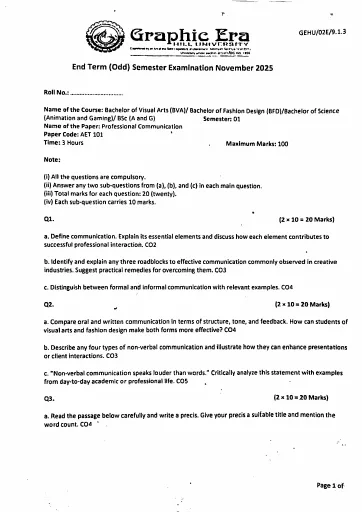 GEHU/02E/9.1.3
Graphic Era
HILL UNIVERSITY
End Term (Odd) Semester Examination November 2025
Roll No.: ........................
Name of the Course: Bachelor of Visual Arts (BVA)/ Bachelor of Fashion Design (BFD)/Bachelor of Science
(Animation and Gaming)/ BSc (A and G) Semester: 01
Name of the Paper: Professional Communication
Paper Code: AET 101
Time: 3 Hours Maximum Marks: 100
Note:
(i) All the questions are compulsory.
(ii) Answer any two sub-questions from (a), (b), and (c) in each main question.
(iii) Total marks for each question: 20 (twenty).
(iv) Each sub-question carries 10 marks.
Q1. (2 × 10 = 20 Marks)
a. Define communication. Explain its essential elements and discuss how each element contributes to
successful professional interaction. CO2
b. Identify and explain any three roadblocks to effective communication commonly observed in creative
industries. Suggest practical remedies for overcoming them. CO3
c. Distinguish between formal and informal communication with relevant examples. CO4
Q2. (2 × 10 = 20 Marks)
a. Compare oral and written communication in terms of structure, tone, and feedback. How can students of
visual arts and fashion design make both forms more effective? CO4
b. Describe any four types of non-verbal communication and illustrate how they can enhance presentations
or client interactions. CO3
c. "Non-verbal communication speaks louder than words." Critically analyze this statement with examples
from day-to-day academic or professional life. CO5
Q3. (2 × 10 = 20 Marks)
a. Read the passage below carefully and write a precis. Give your precis a suitable title and mention the
word count. CO4
Page 1 of